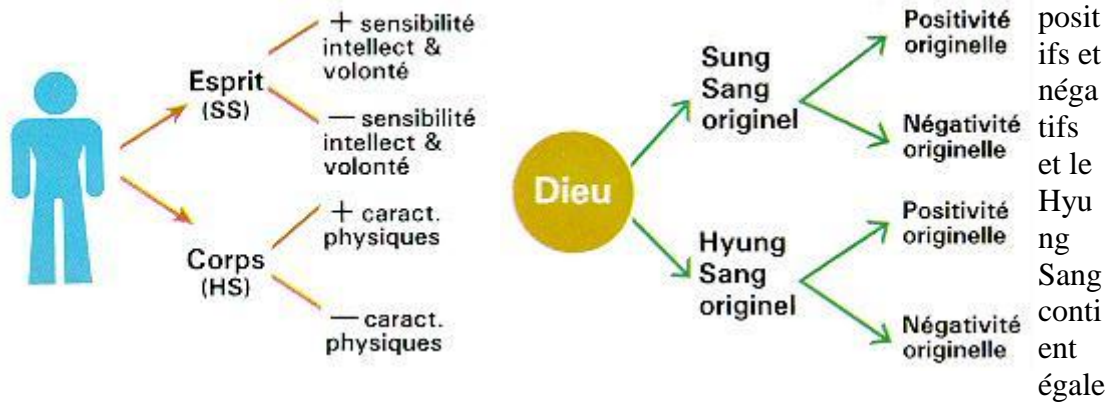 + sensibilité
intellect &
volonté
Esprit
(SS)
— sensibilité
intellect &
volonté
+ caract.
physiques
Corps
(HS)
— caract.
physiques
Dieu
Sung
Sang
originel
Positivité
originelle
Négativité
originelle
Hyung
Sang
originel
Positivité
originelle
Négativité
originelle
posit
ifs et
néga
tifs
et le
Hyu
ng
Sang
conti
ent
égale